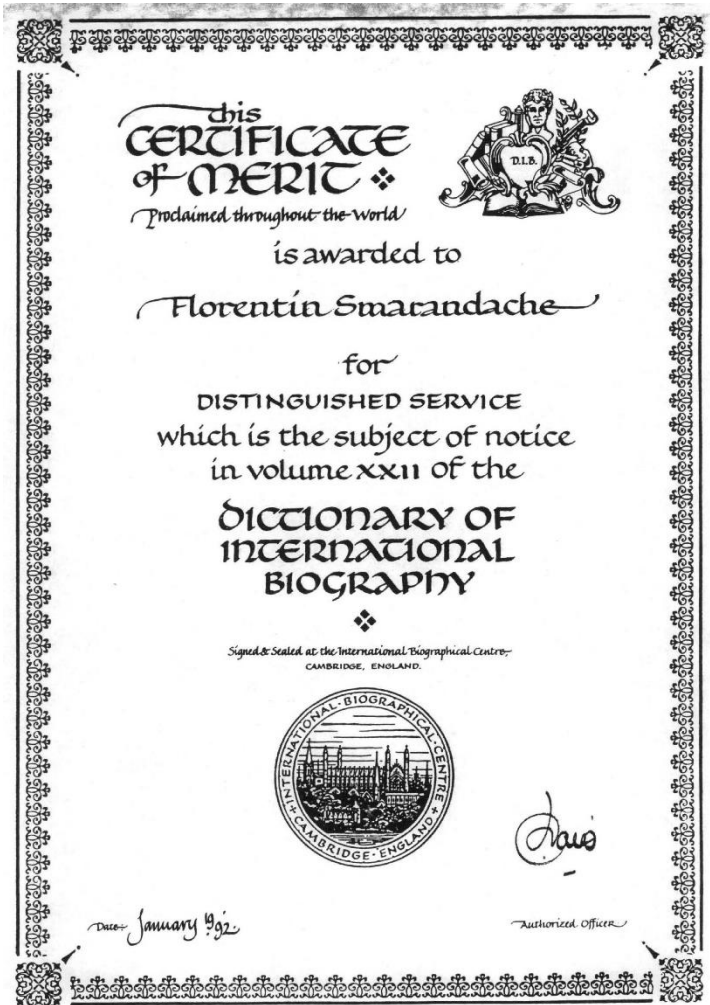 this
CERTIFICATE
of MERIT
Proclaimed throughout the World
D.I.B.
is awarded to
Florentin Smarandache
for
DISTINGUISHED SERVICE
which is the subject of notice
in volume XXII of the
DICTIONARY OF
INTERNATIONAL
BIOGRAPHY
Signed & Sealed at the International Biographical Centre,
CAMBRIDGE, ENGLAND.
INTERNATIONAL·BIOGRAPHICAL·CENTRE
CAMBRIDGE·ENGLAND
Date January 1992.
Authorized Officer